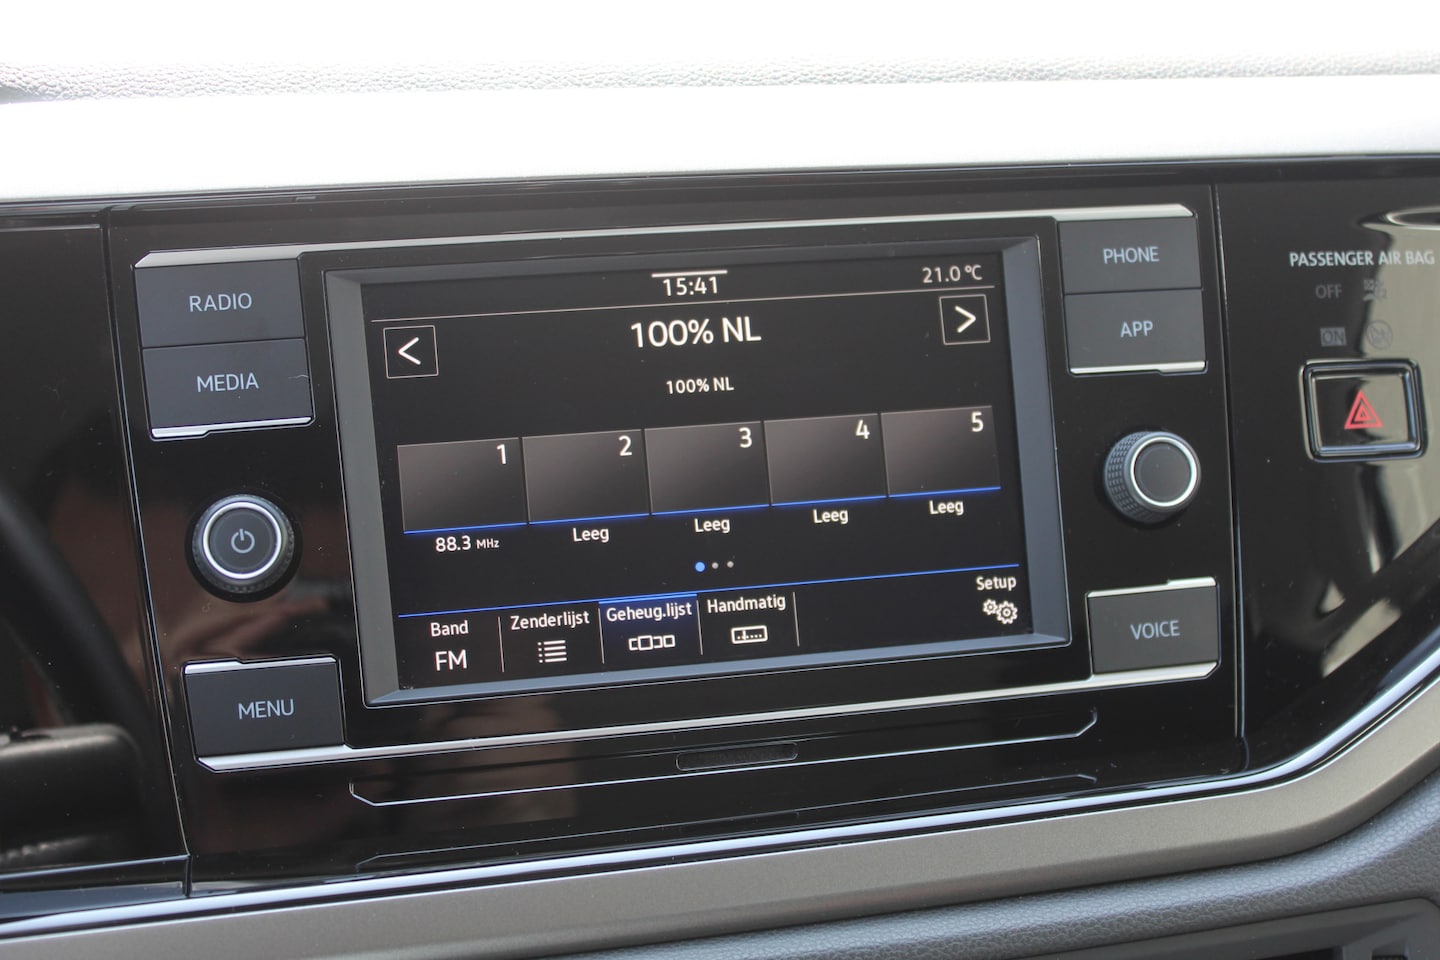 RADIO
MEDIA
MENU
15:41
21.0 °C
<
100% NL
>
100% NL
1
2
3
4
5
88.3 MHz
Leeg
Leeg
Leeg
Leeg
Band
FM
Zenderlijst
Geheug.lijst
Handmatig
Setup
PHONE
APP
VOICE
PASSENGER AIR BAG
OFF
ON